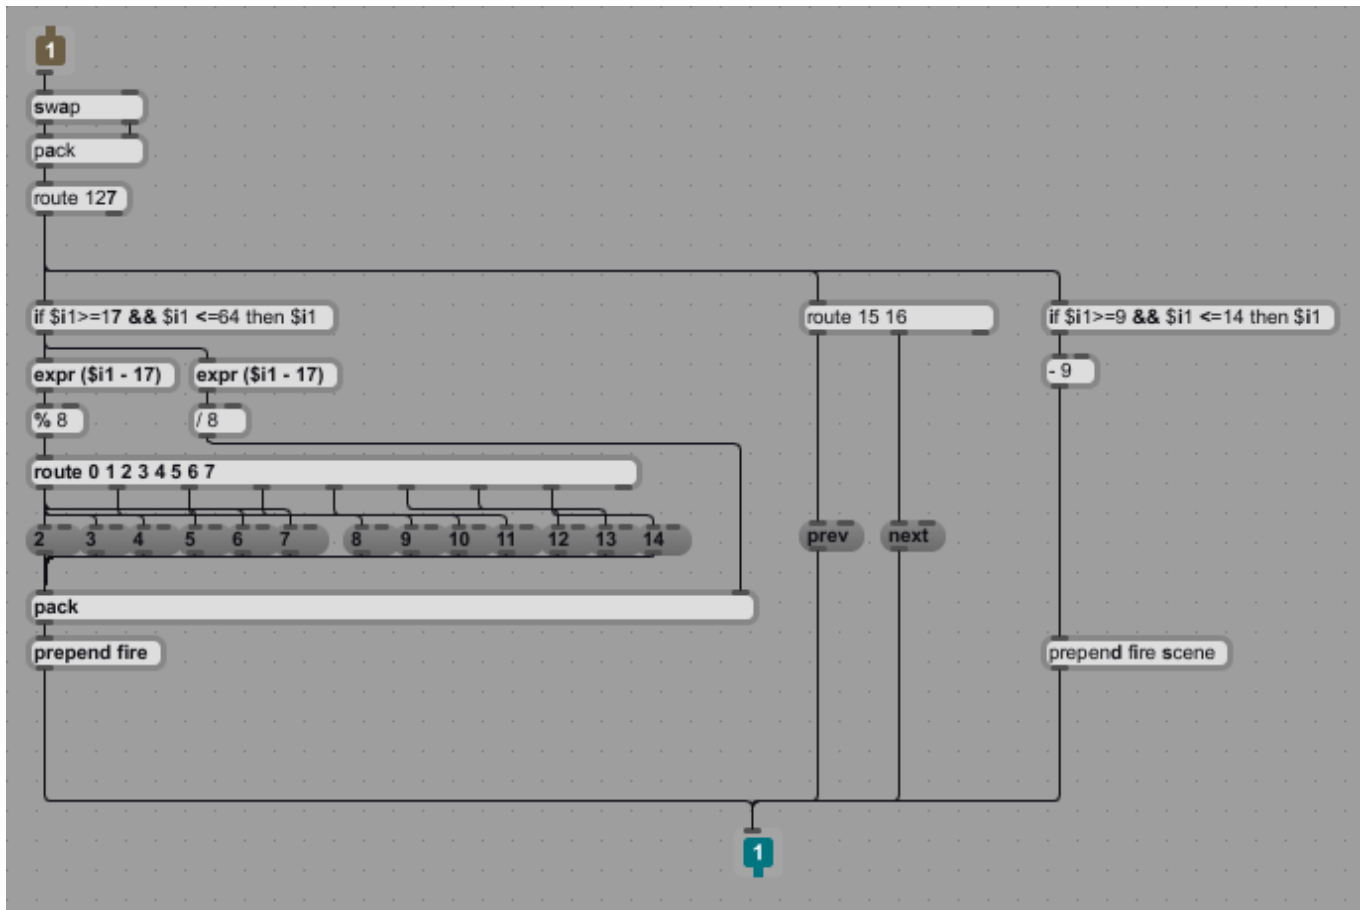 1
swap
pack
route 127
if $i1>=17 && $i1 <=64 then $i1
route 15 16
if $i1>=9 && $i1 <=14 then $i1
expr ($i1 - 17)
expr ($i1 - 17)
- 9
% 8
/ 8
route 0 1 2 3 4 5 6 7
2 3 4 5 6 7 8 9 10 11 12 13 14
prev
next
pack
prepend fire
prepend fire scene
1